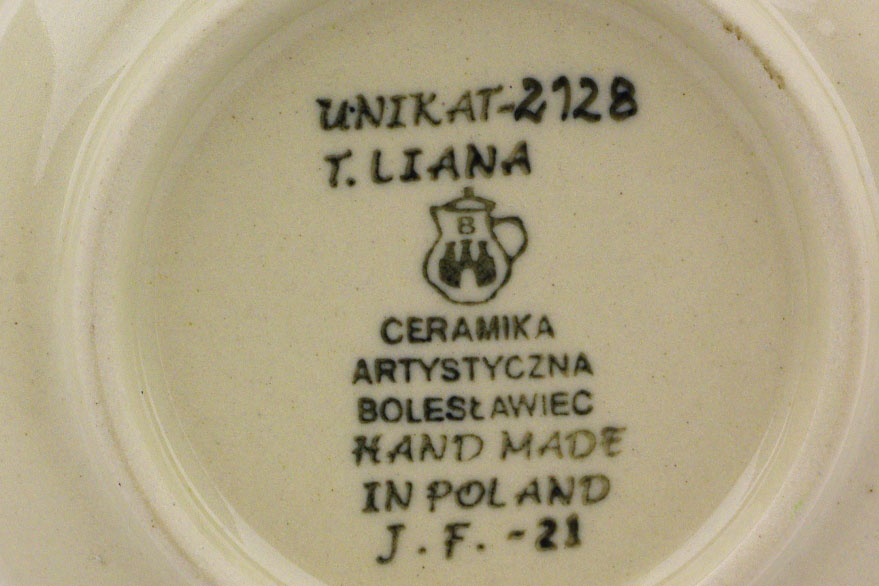 UNIKAT-2128
T. LIANA
B
CERAMIKA
ARTYSTYCZNA
BOLESŁAWIEC
HAND MADE
IN POLAND
J.F.-21